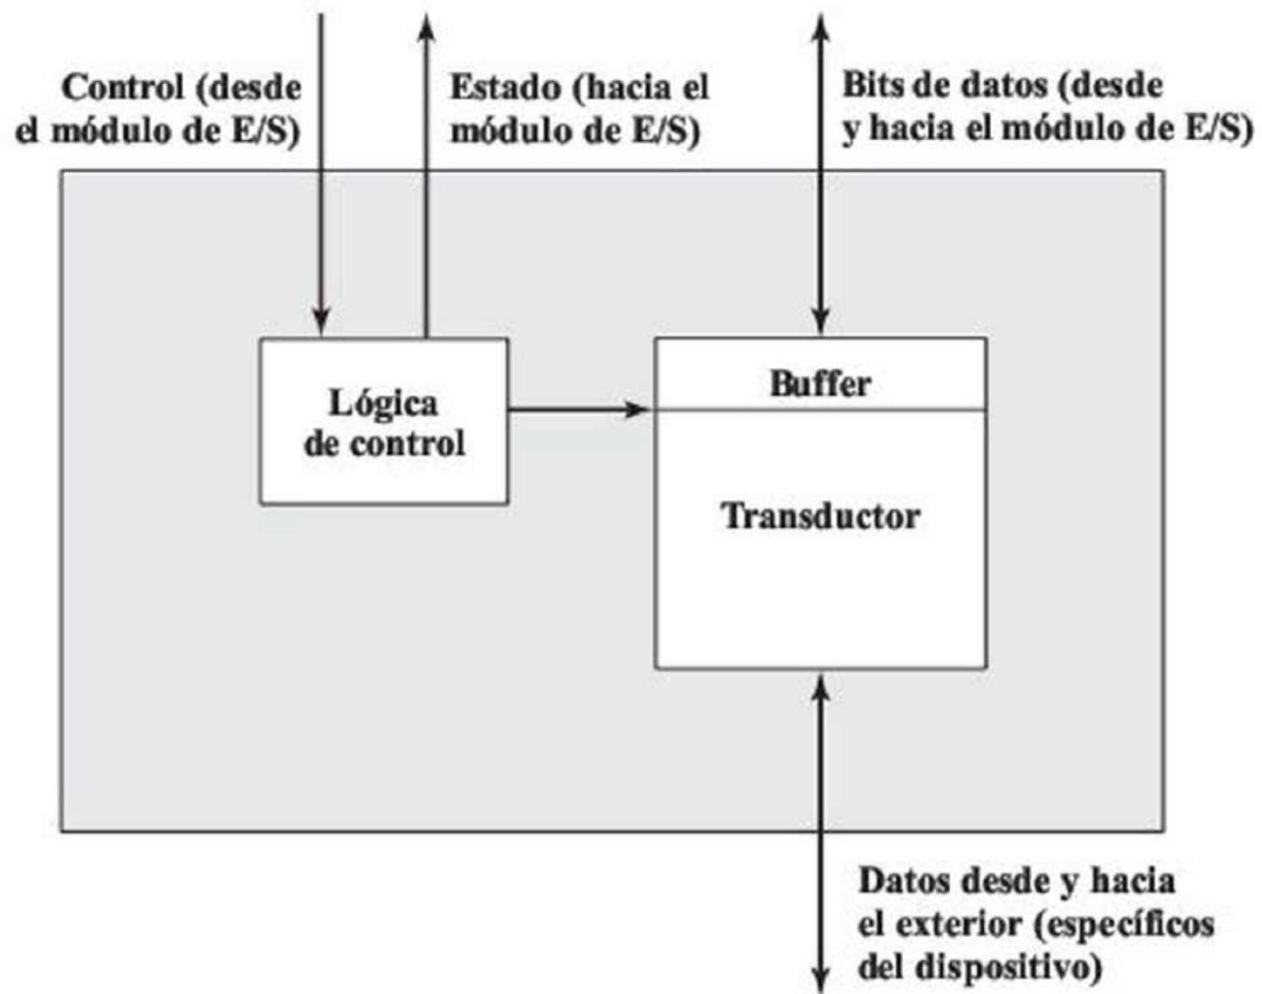 Control (desde
el módulo de E/S)
Estado (hacia el
módulo de E/S)
Bits de datos (desde
y hacia el módulo de E/S)
Lógica
de control
Buffer
Transductor
Datos desde y hacia
el exterior (específicos
del dispositivo)